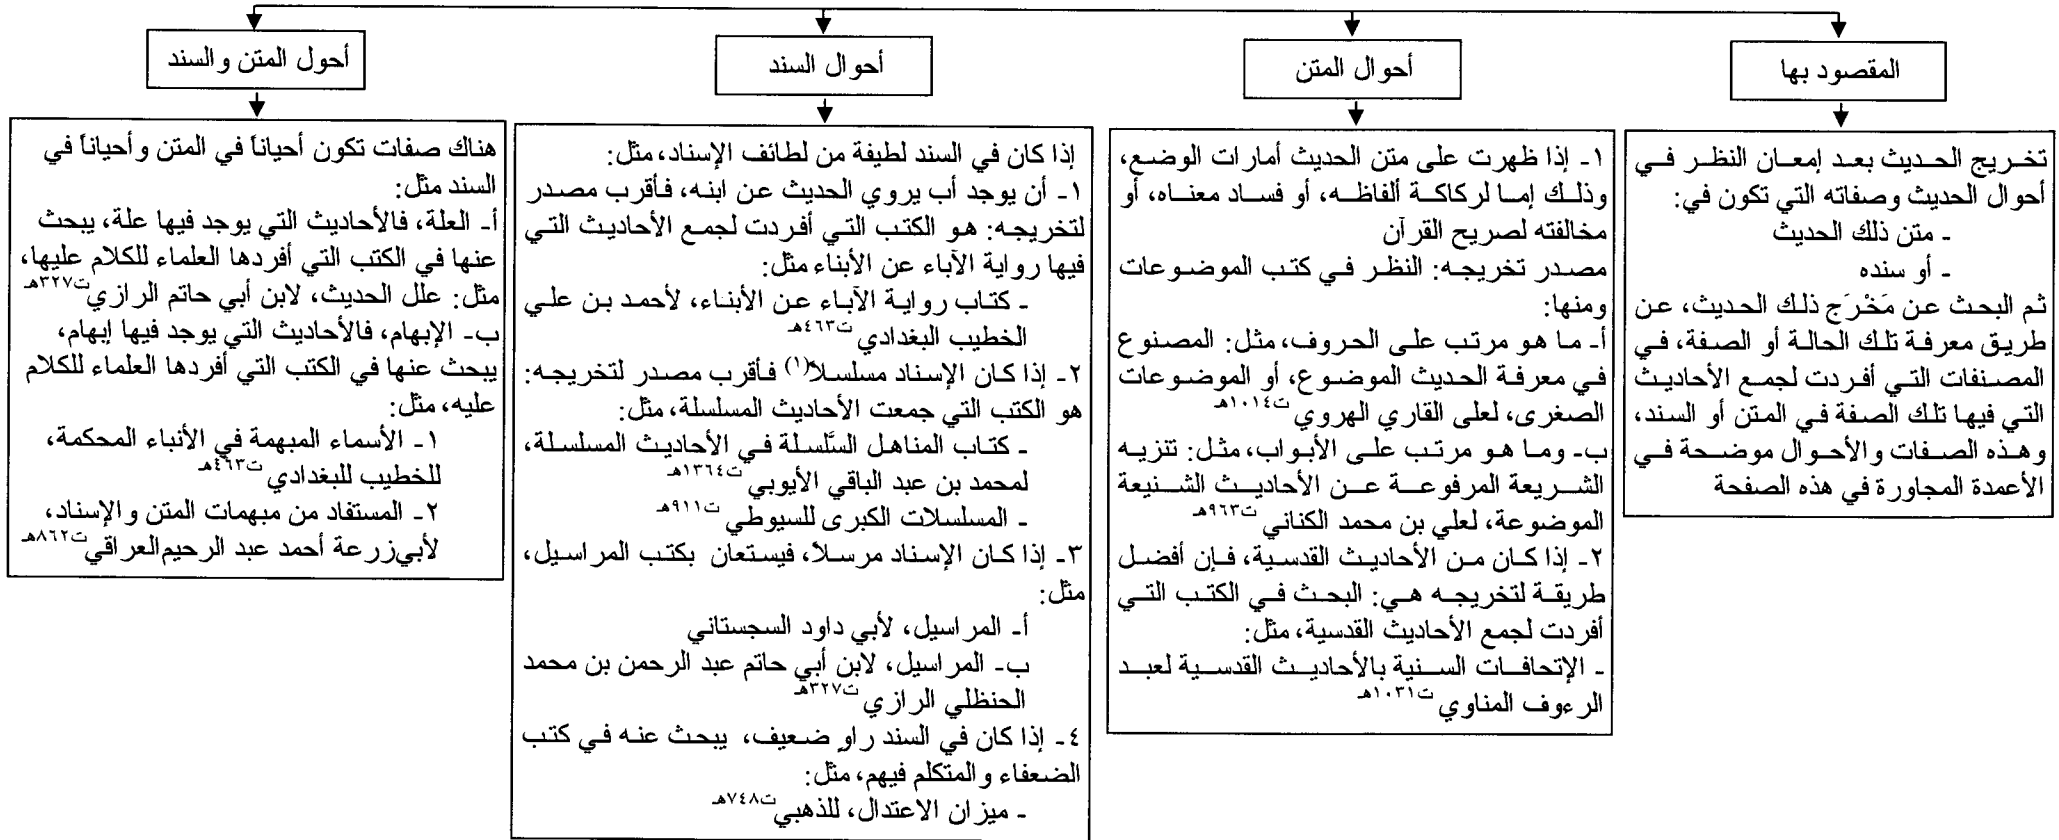 المقصود بها
تخريج الحديث بعد إمعان النظر في
أحوال الحديث وصفاته التي تكون في:
- متن ذلك الحديث
- أو سنده
ثم البحث عن مَخْرَج ذلك الحديث، عن
طريق معرفة تلك الحالة أو الصفة، في
المصنفات التي أفردت لجمع الأحاديث
التي فيها تلك الصفة في المتن أو السند،
وهذه الصفات والأحوال موضحة في
الأعمدة المجاورة في هذه الصفحة
أحوال المتن
١- إذا ظهرت على متن الحديث أمارات الوضع،
وذلك إما لركاكة ألفاظه، أو فساد معناه، أو
مخالفته لصريح القرآن
مصدر تخريجه: النظر في كتب الموضوعات
ومنها:
أ- ما هو مرتب على الحروف، مثل: المصنوع
في معرفة الحديث الموضوع، أو الموضوعات
الصغرى، لعلى القاري الهروي ت١٠١٤هـ
ب- وما هو مرتب على الأبواب، مثل: تنزيه
الشريعة المرفوعة عن الأحاديث الشنيعة
الموضوعة، لعلي بن محمد الكناني ت٩٦٣هـ
٢- إذا كان من الأحاديث القدسية، فإن أفضل
طريقة لتخريجه هي: البحث في الكتب التي
أفردت لجمع الأحاديث القدسية، مثل:
- الإتحافات السنية بالأحاديث القدسية لعبد
الرءوف المناوي ت١٠٣١هـ
أحوال السند
إذا كان في السند لطيفة من لطائف الإسناد، مثل:
١- أن يوجد أب يروي الحديث عن ابنه، فأقرب مصدر
لتخريجه: هو الكتب التي أفردت لجمع الأحاديث التي
فيها رواية الآباء عن الأبناء مثل:
- كتاب رواية الآباء عن الأبناء، لأحمد بن علي
الخطيب البغدادي ت٤٦٣هـ
٢- إذا كان الإسناد مسلسلاً(١) فأقرب مصدر لتخريجه:
هو الكتب التي جمعت الأحاديث المسلسلة، مثل:
- كتاب المناهل السَّلسلة في الأحاديث المسلسلة،
لمحمد بن عبد الباقي الأيوبي ت١٣٦٤هـ
- المسلسلات الكبرى للسيوطي ت٩١١هـ
٣- إذا كان الإسناد مرسلاً، فيستعان بكتب المراسيل،
مثل:
أ- المراسيل، لأبي داود السجستاني
ب- المراسيل، لابن أبي حاتم عبد الرحمن بن محمد
الحنظلي الرازي ت٣٢٧هـ
٤- إذا كان في السند راوٍ ضعيف، يبحث عنه في كتب
الضعفاء والمتكلم فيهم، مثل:
- ميزان الاعتدال، للذهبي ت٧٤٨هـ
أحول المتن والسند
هناك صفات تكون أحياناً في المتن وأحياناً في
السند مثل:
أ- العلة، فالأحاديث التي يوجد فيها علة، يبحث
عنها في الكتب التي أفردها العلماء للكلام عليها،
مثل: علل الحديث، لابن أبي حاتم الرازي ت٣٢٧هـ
ب- الإبهام، فالأحاديث التي يوجد فيها إبهام،
يبحث عنها في الكتب التي أفردها العلماء للكلام
عليه، مثل:
١- الأسماء المبهمة في الأنباء المحكمة،
للخطيب للبغدادي ت٤٦٣هـ
٢- المستفاد من مبهمات المتن والإسناد،
لأبي زرعة أحمد عبد الرحيم العراقي ت٨٦٢هـ